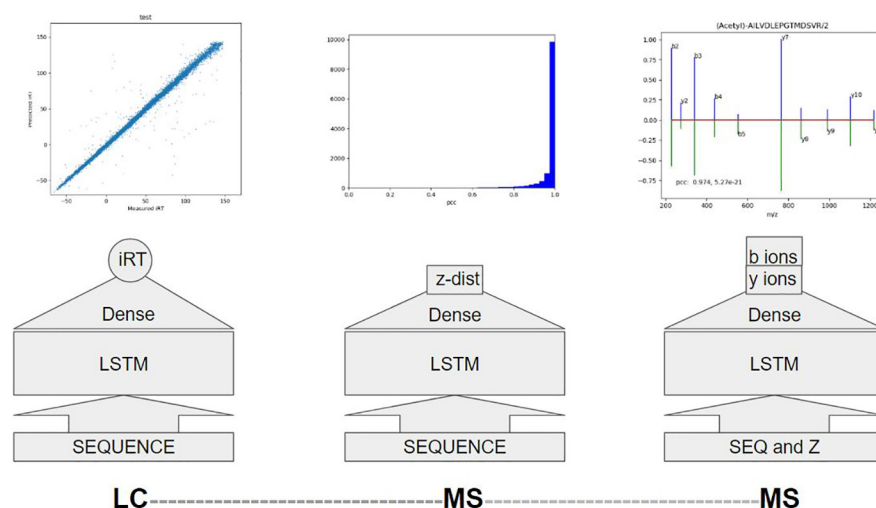 test
150
100
50
0
−50
Predicted iRT
−50 0 50 100 150
Measured iRT
10000
8000
6000
4000
2000
0
0.0 0.2 0.4 0.6 0.8 1.0
pcc
(Acetyl)-AILVDLEPGTMDSVR/2
1.00
0.75
0.50
0.25
0.00
−0.25
−0.50
−0.75
y7
b2
b3
b4
y2
y10
b5
y8
y9
pcc: 0.974, 5.27e-21
200 400 600 800 1000
m/z
iRT
Dense
LSTM
SEQUENCE
z-dist
Dense
LSTM
SEQUENCE
b ions
y ions
Dense
LSTM
SEQ and Z
LC MS MS